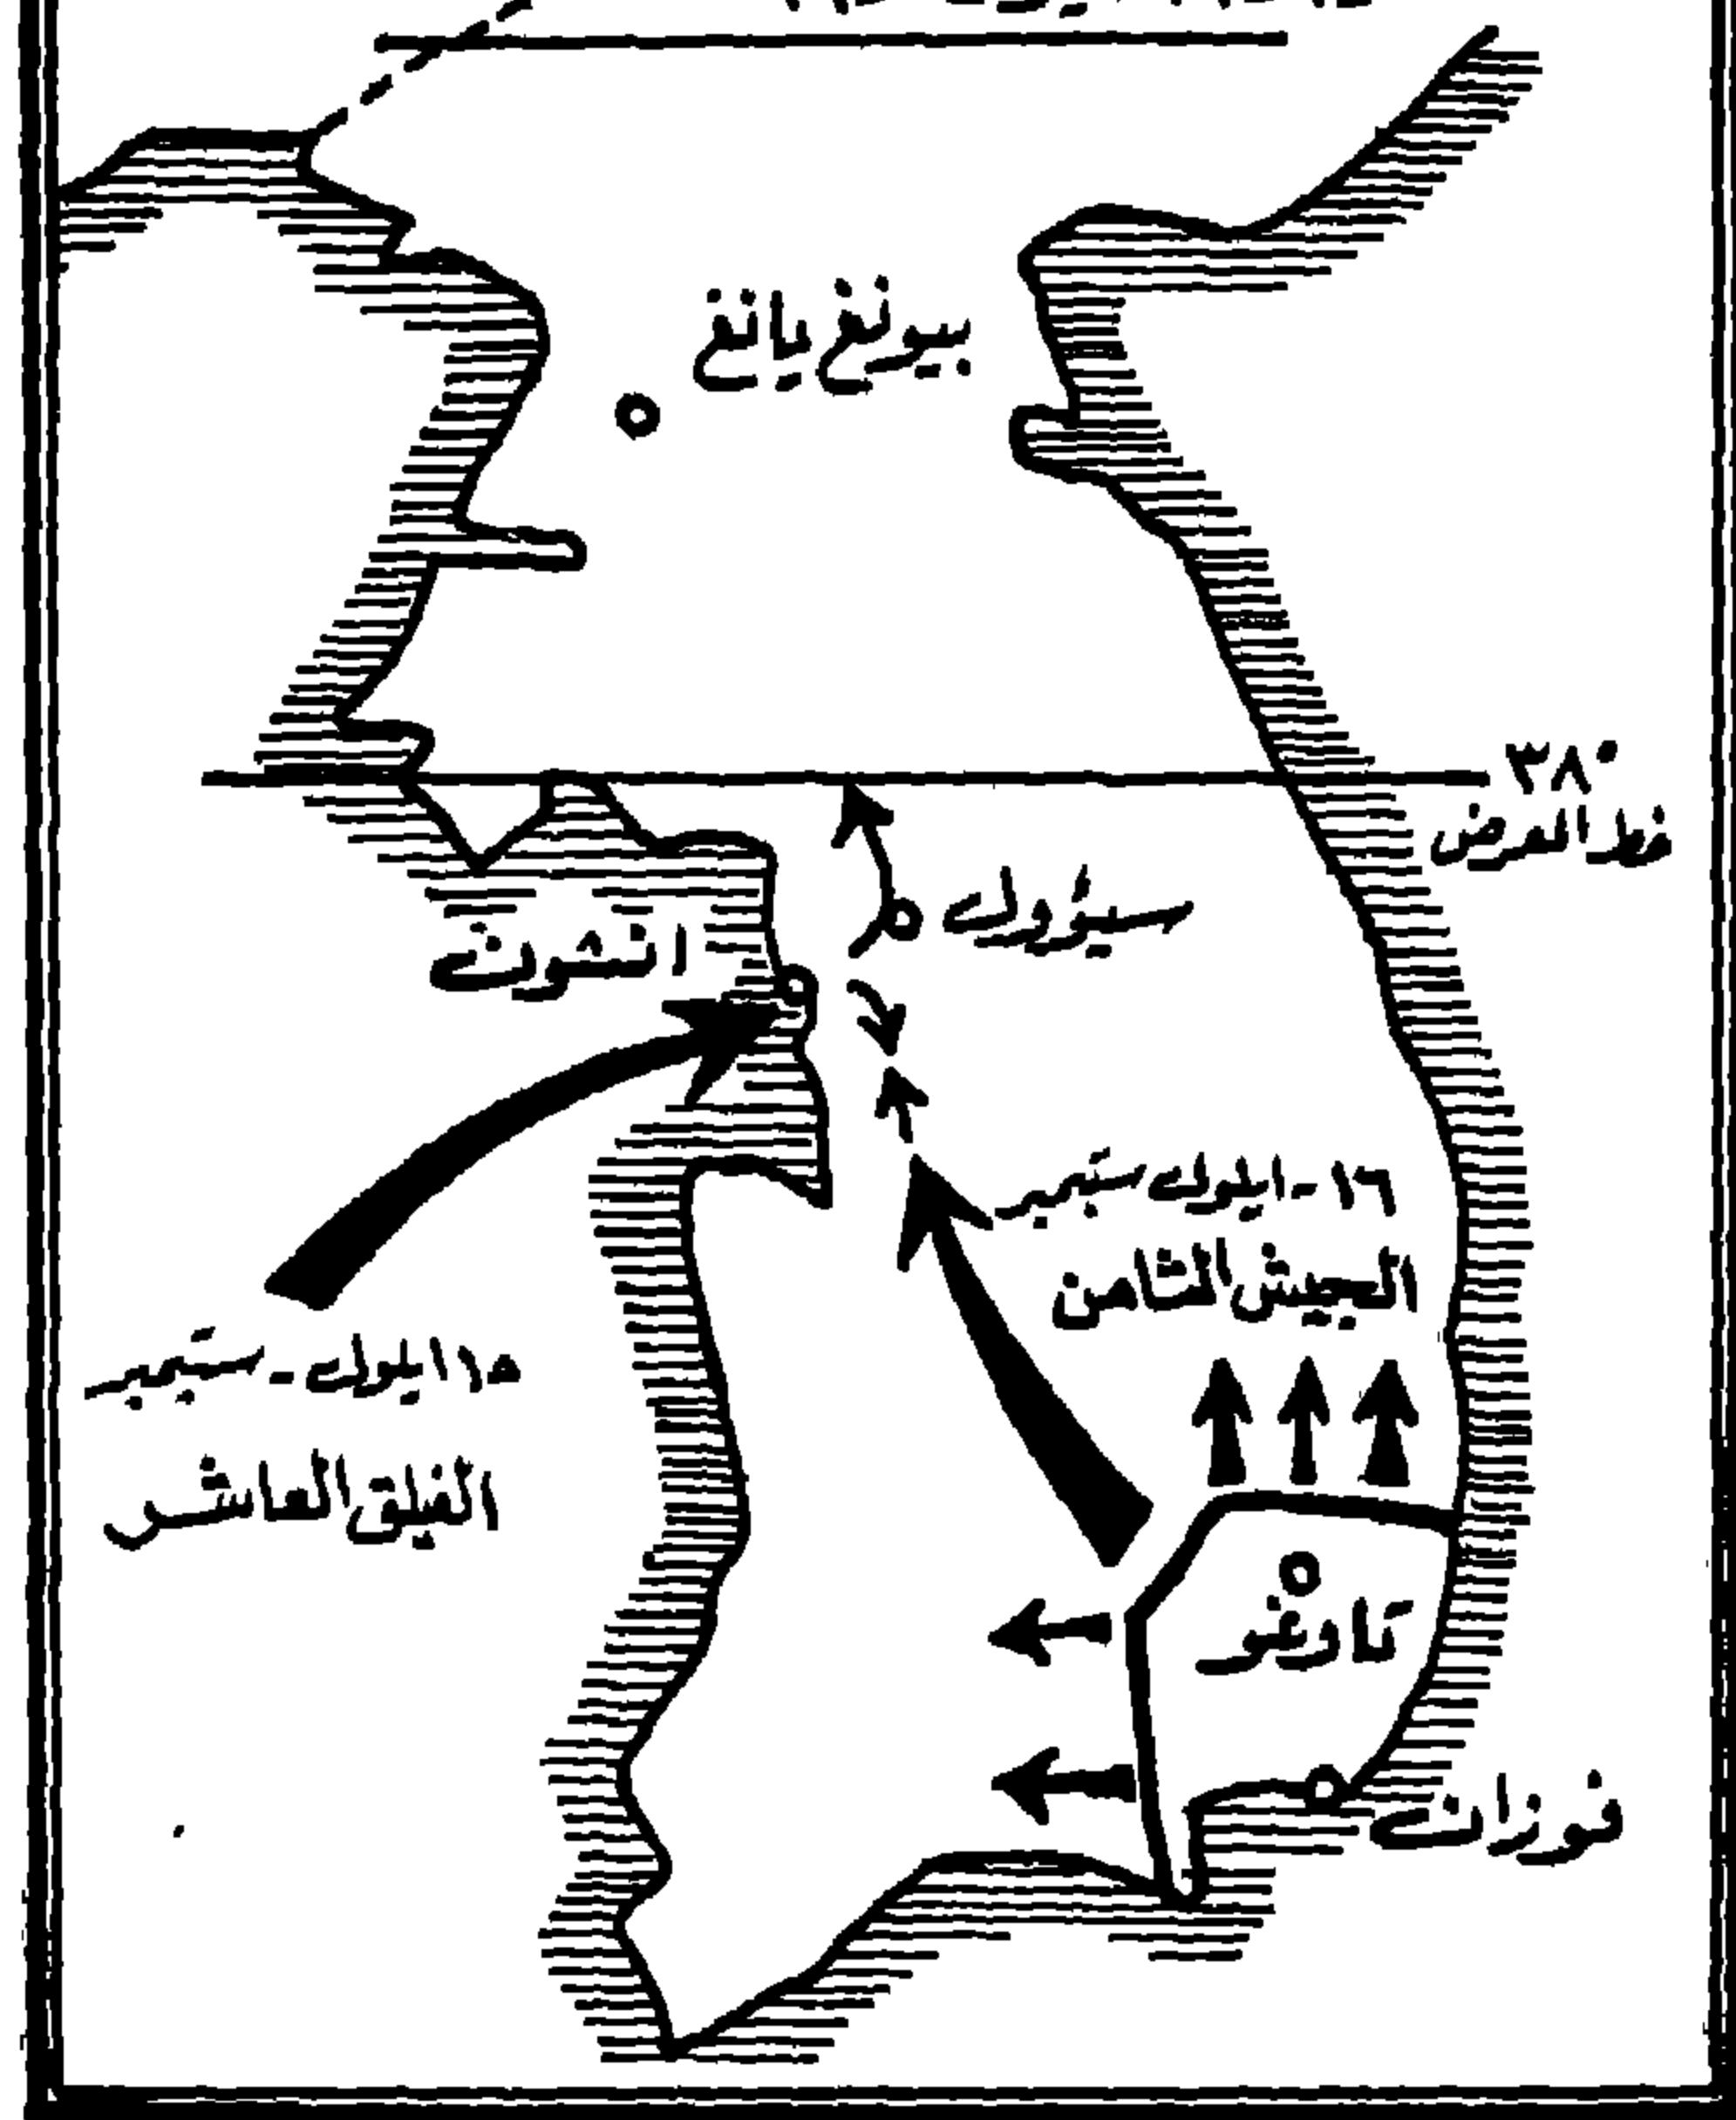 بيونغ يانغ
٣٨°
خط العرض
سيؤول
انشون
١٦ - ايلول سبتمبر
الجيش الثامن
١٥ ايلول - سبتمبر
الفيلق العاشر
تاوغو
فوزان